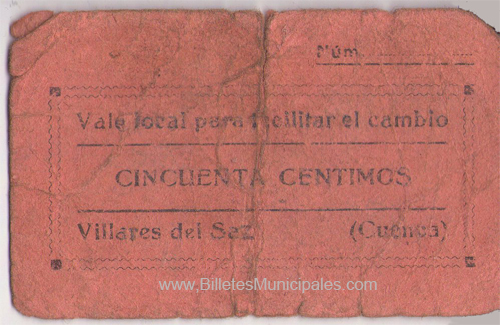 Núm.
Vale local para facilitar el cambio
CINCUENTA CENTIMOS
Villares del Saz (Cuenca)
www.BilletesMunicipales.com